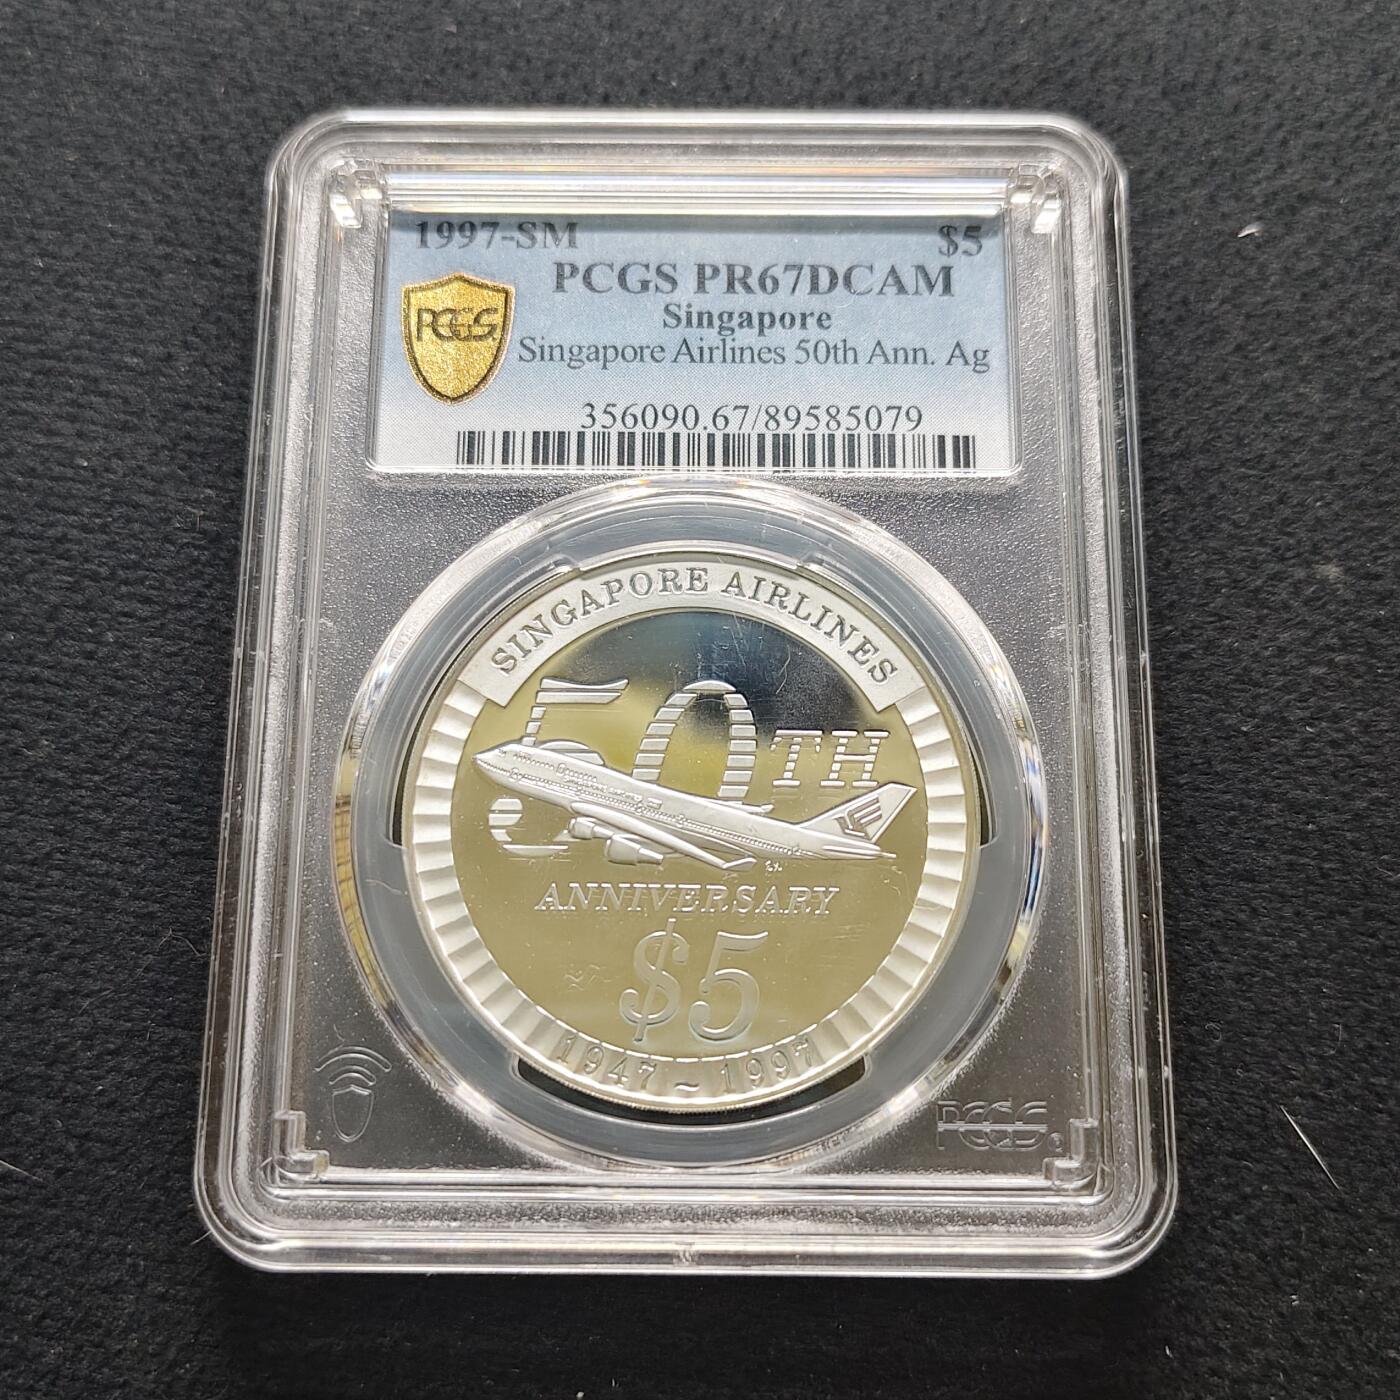 1997-SM $5
PCGS PR67DCAM
Singapore
PCGS
Singapore Airlines 50th Ann. Ag
356090.67/89585079
SINGAPORE AIRLINES
50TH
ANNIVERSARY
$5
1947~1997
PCGS